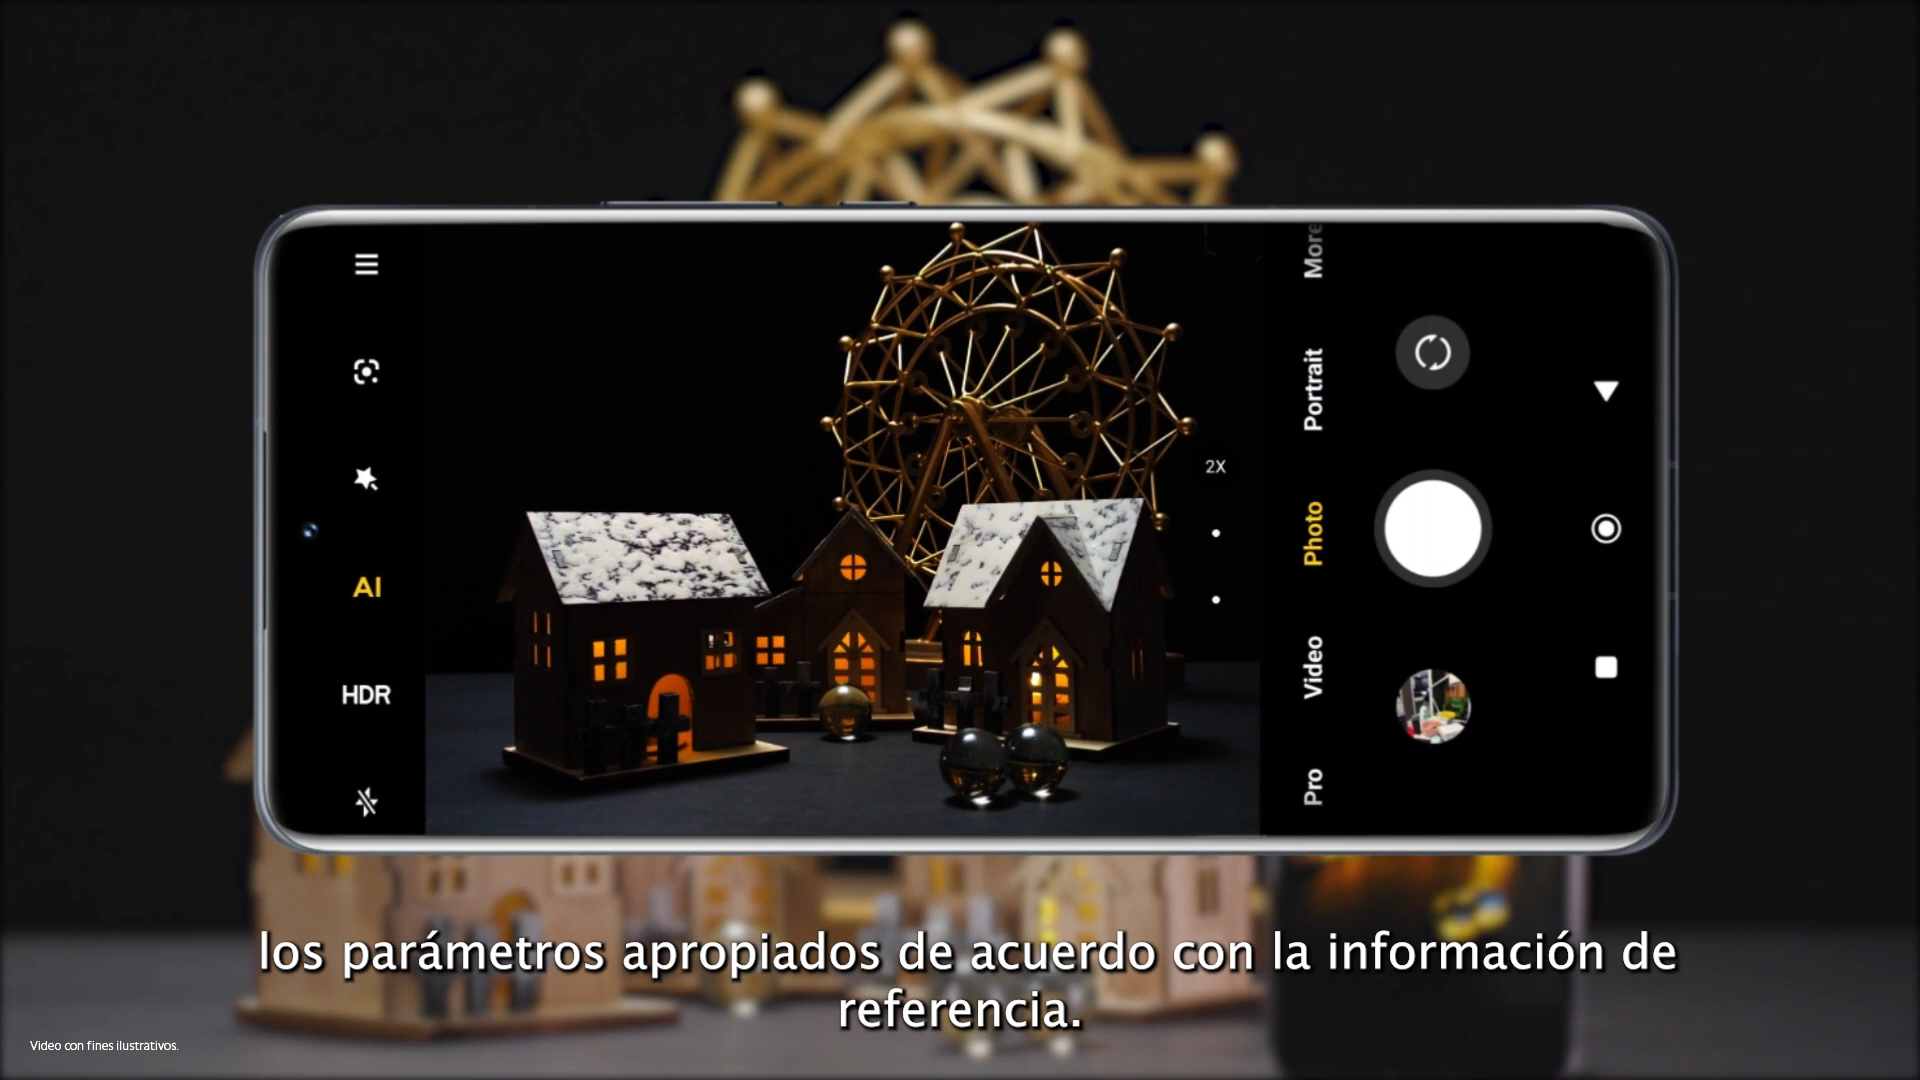 More
Portrait
2X
Photo
AI
Video
HDR
Pro
los parámetros apropiados de acuerdo con la información de
referencia.
Video con fines ilustrativos.